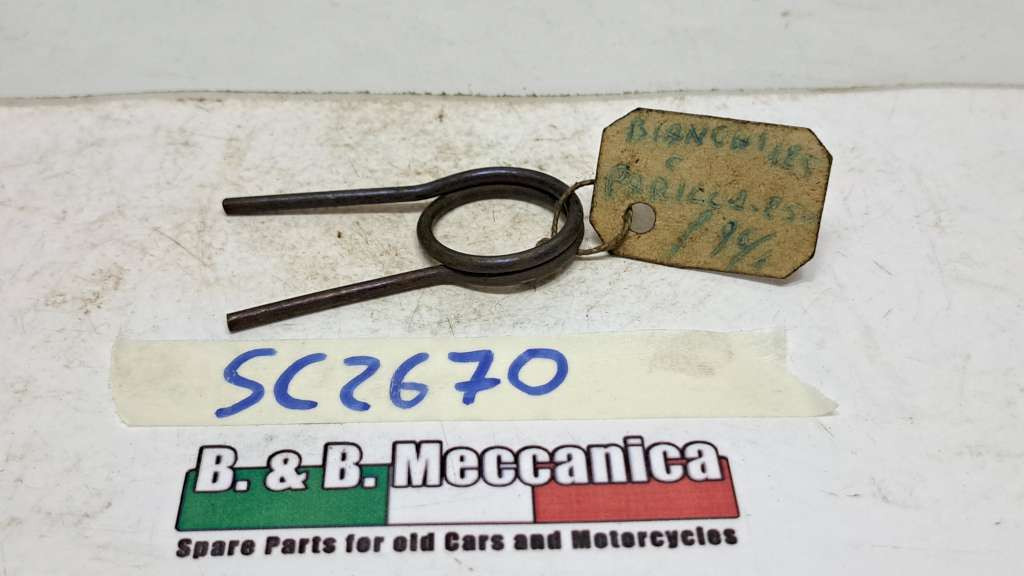 BIANCHI
PARILLA
SC2670
B. & B. Meccanica
Spare Parts for old Cars and Motorcycles